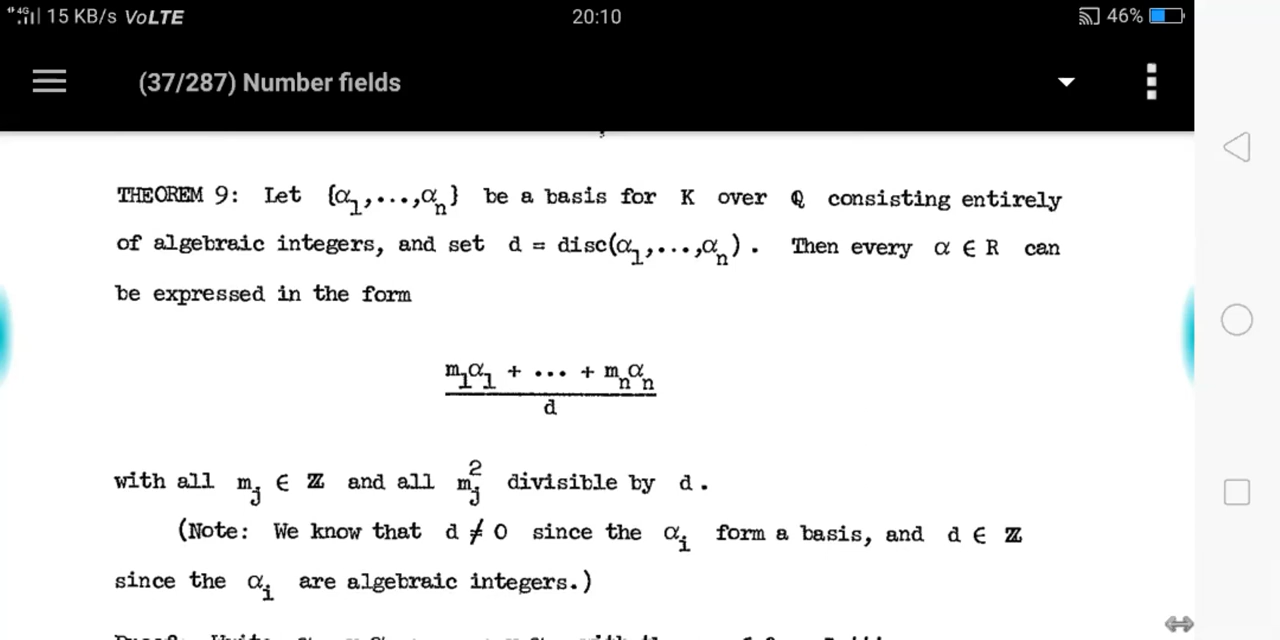 4G 15 KB/s VoLTE 20:10 46%
(37/287) Number fields
THEOREM 9: Let {α₁,...,αₙ} be a basis for K over ℚ consisting entirely
of algebraic integers, and set d = disc(α₁,...,αₙ). Then every α ∈ R can
be expressed in the form
m₁α₁ + ... + mₙαₙ
d
with all mⱼ ∈ ℤ and all mⱼ² divisible by d.
(Note: We know that d ≠ 0 since the αᵢ form a basis, and d ∈ ℤ
since the αᵢ are algebraic integers.)